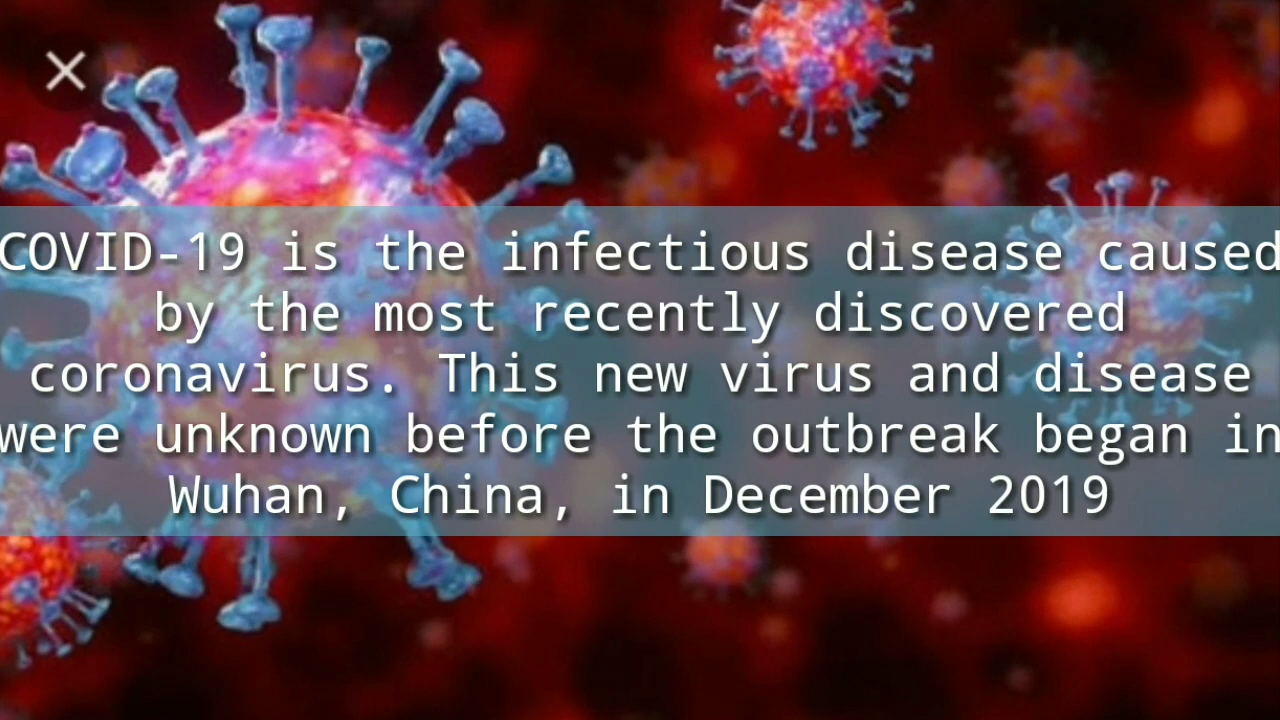 COVID-19 is the infectious disease caused
by the most recently discovered
coronavirus. This new virus and disease
were unknown before the outbreak began in
Wuhan, China, in December 2019